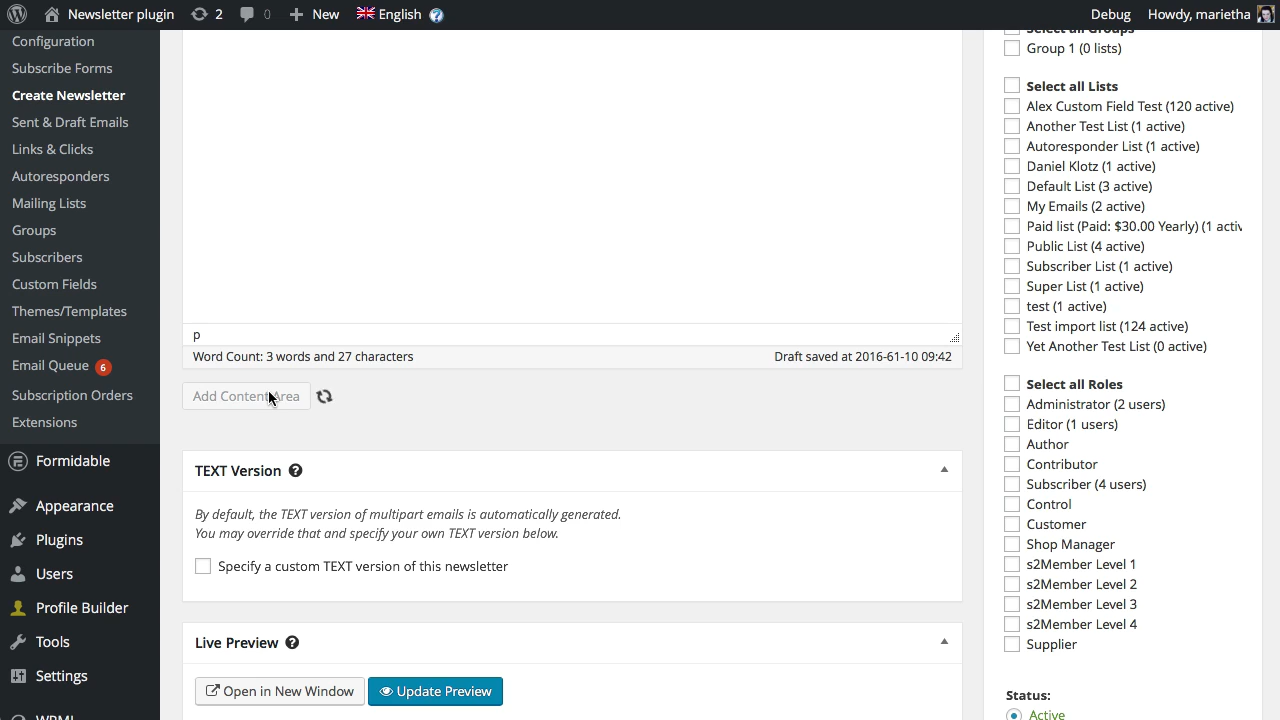 Newsletter plugin
2
0
New
English
Debug
Howdy, marietha
Configuration
Subscribe Forms
Create Newsletter
Sent & Draft Emails
Links & Clicks
Autoresponders
Mailing Lists
Groups
Subscribers
Custom Fields
Themes/Templates
Email Snippets
Email Queue 6
Subscription Orders
Extensions
Formidable
Appearance
Plugins
Users
Profile Builder
Tools
Settings
WPML
p
Word Count: 3 words and 27 characters
Draft saved at 2016-61-10 09:42
Add Content Area
TEXT Version
By default, the TEXT version of multipart emails is automatically generated.
You may override that and specify your own TEXT version below.
Specify a custom TEXT version of this newsletter
Live Preview
Open in New Window
Update Preview
Select all Groups
Group 1 (0 lists)
Select all Lists
Alex Custom Field Test (120 active)
Another Test List (1 active)
Autoresponder List (1 active)
Daniel Klotz (1 active)
Default List (3 active)
My Emails (2 active)
Paid list (Paid: $30.00 Yearly) (1 activ
Public List (4 active)
Subscriber List (1 active)
Super List (1 active)
test (1 active)
Test import list (124 active)
Yet Another Test List (0 active)
Select all Roles
Administrator (2 users)
Editor (1 users)
Author
Contributor
Subscriber (4 users)
Control
Customer
Shop Manager
s2Member Level 1
s2Member Level 2
s2Member Level 3
s2Member Level 4
Supplier
Status:
Active